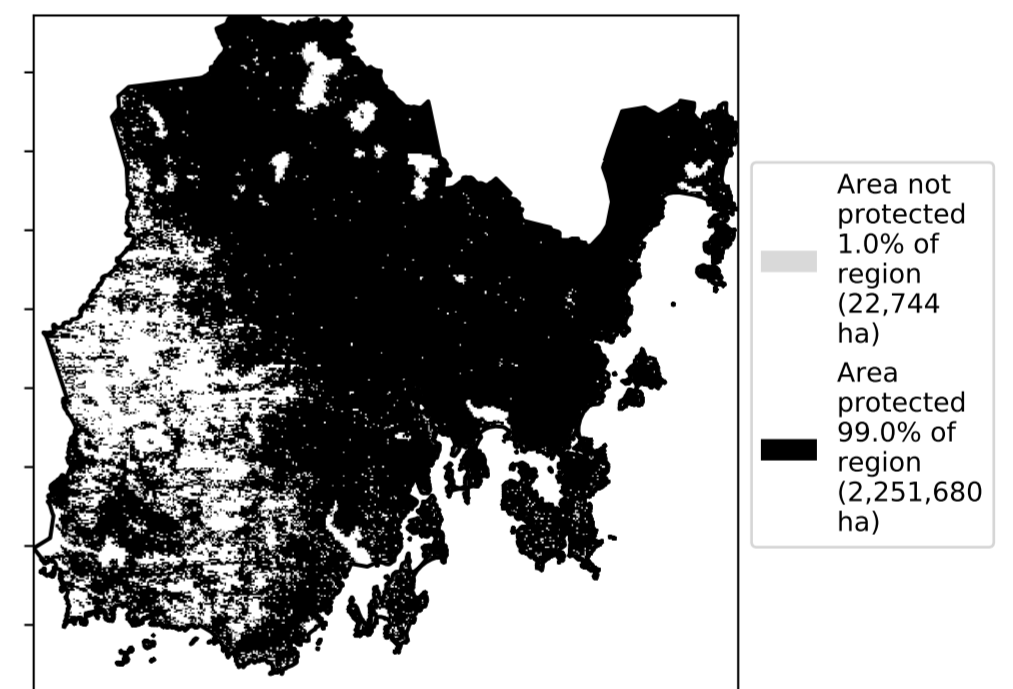 Area not
protected
1.0% of
region
(22,744
ha)
Area
protected
99.0% of
region
(2,251,680
ha)